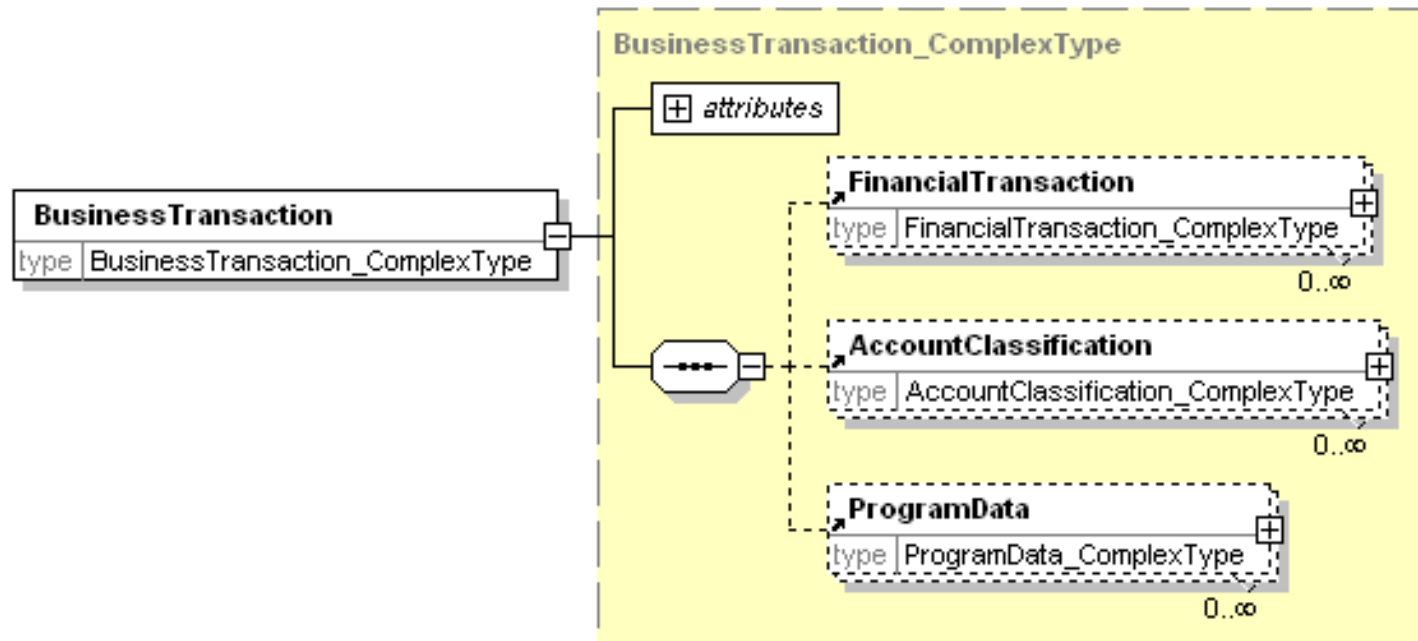 BusinessTransaction_ComplexType
attributes
BusinessTransaction
type BusinessTransaction_ComplexType
FinancialTransaction
type FinancialTransaction_ComplexType
0..∞
AccountClassification
type AccountClassification_ComplexType
0..∞
ProgramData
type ProgramData_ComplexType
0..∞